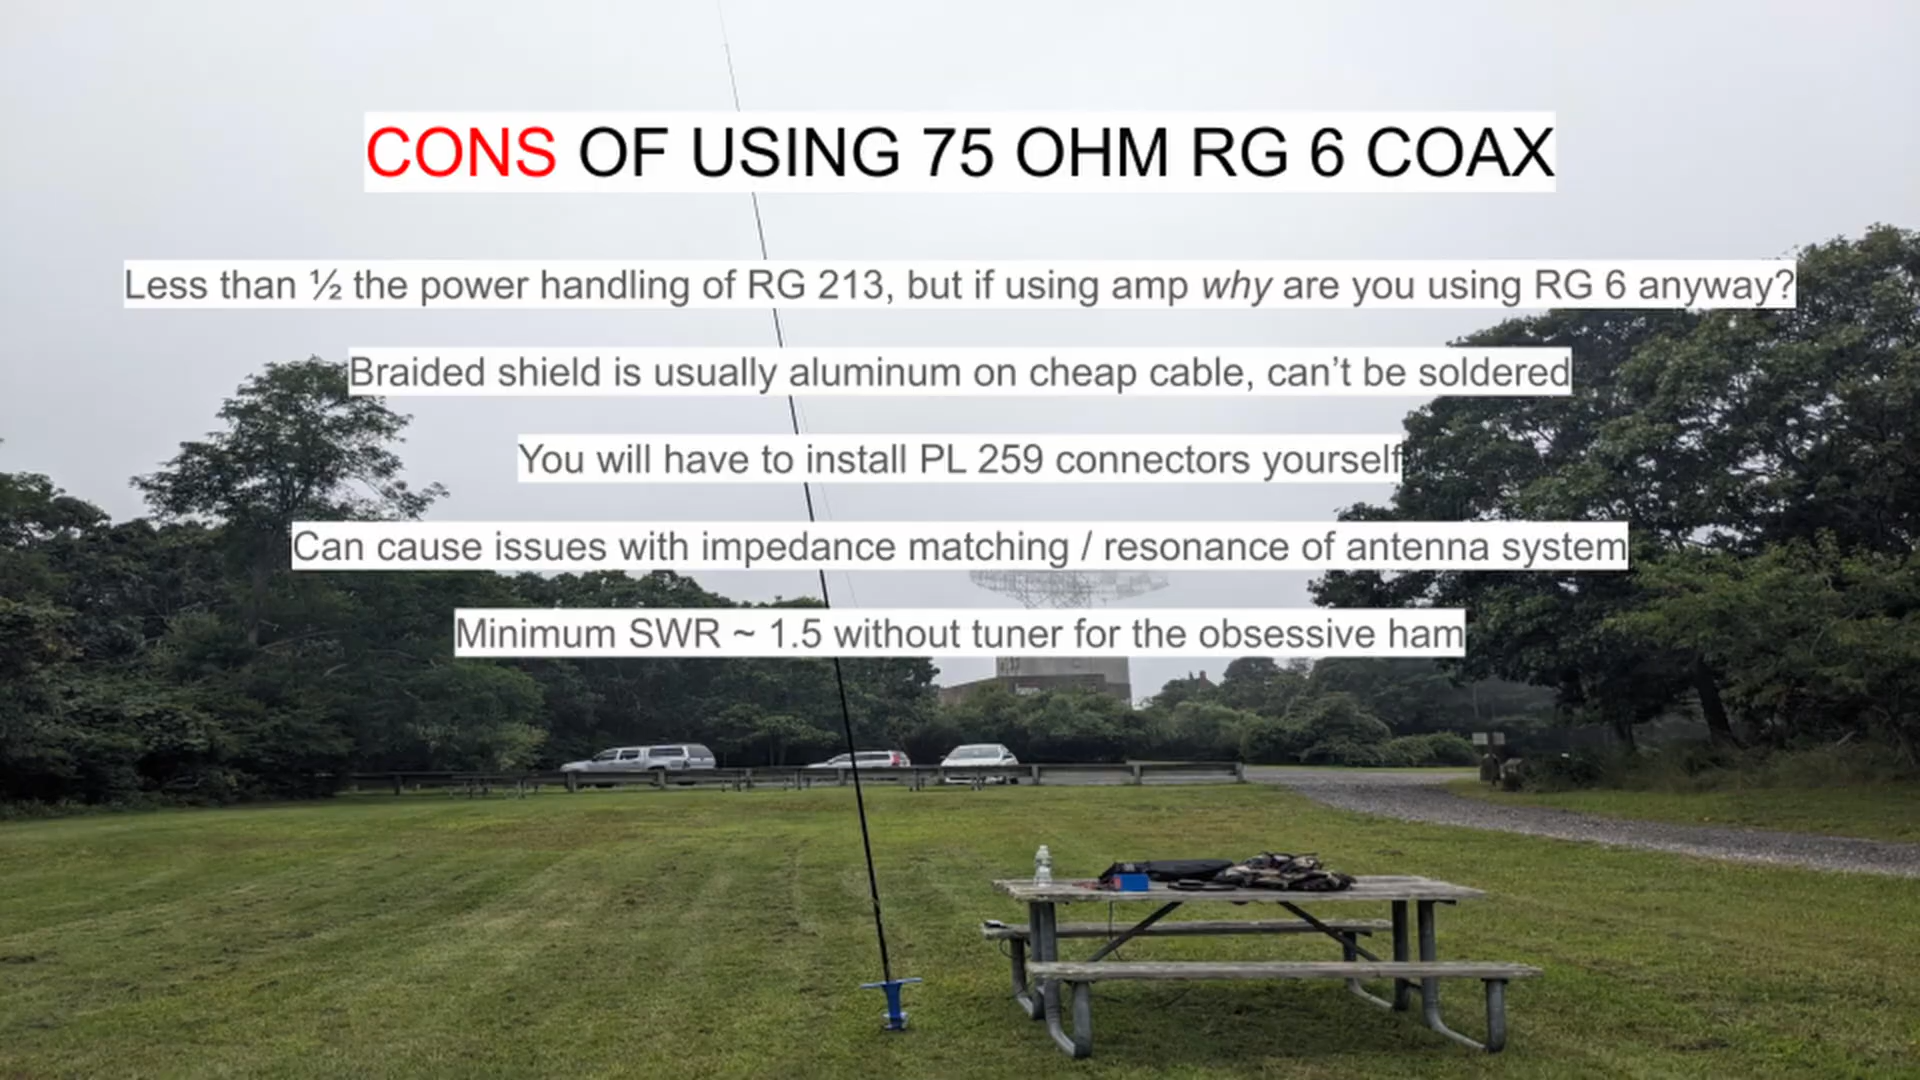 CONS OF USING 75 OHM RG 6 COAX
Less than ½ the power handling of RG 213, but if using amp why are you using RG 6 anyway?
Braided shield is usually aluminum on cheap cable, can’t be soldered
You will have to install PL 259 connectors yourself
Can cause issues with impedance matching / resonance of antenna system
Minimum SWR ~ 1.5 without tuner for the obsessive ham